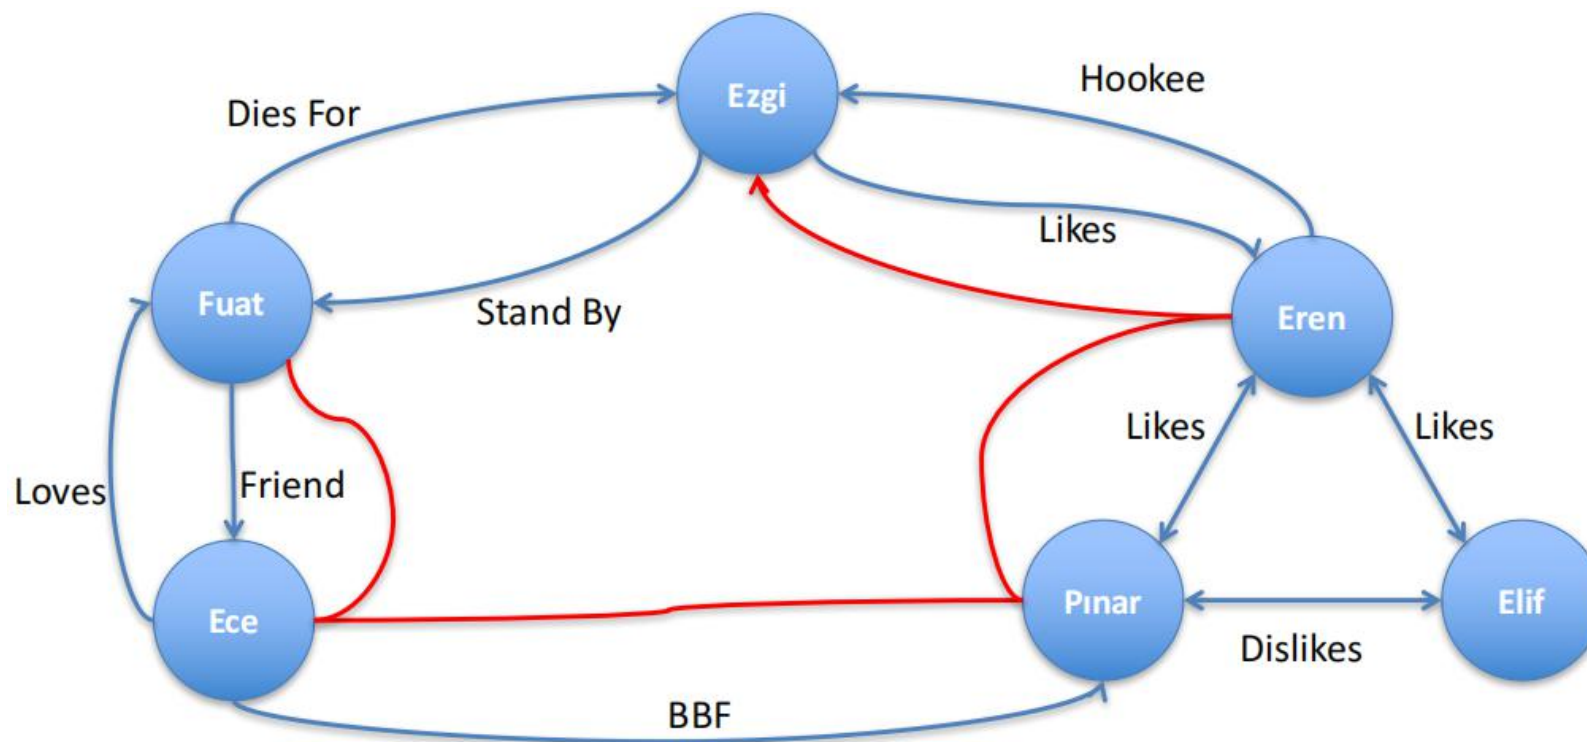 Ezgi
Hookee
Dies For
Likes
Fuat
Stand By
Eren
Likes
Likes
Loves
Friend
Ece
Pınar
Elif
Dislikes
BBF